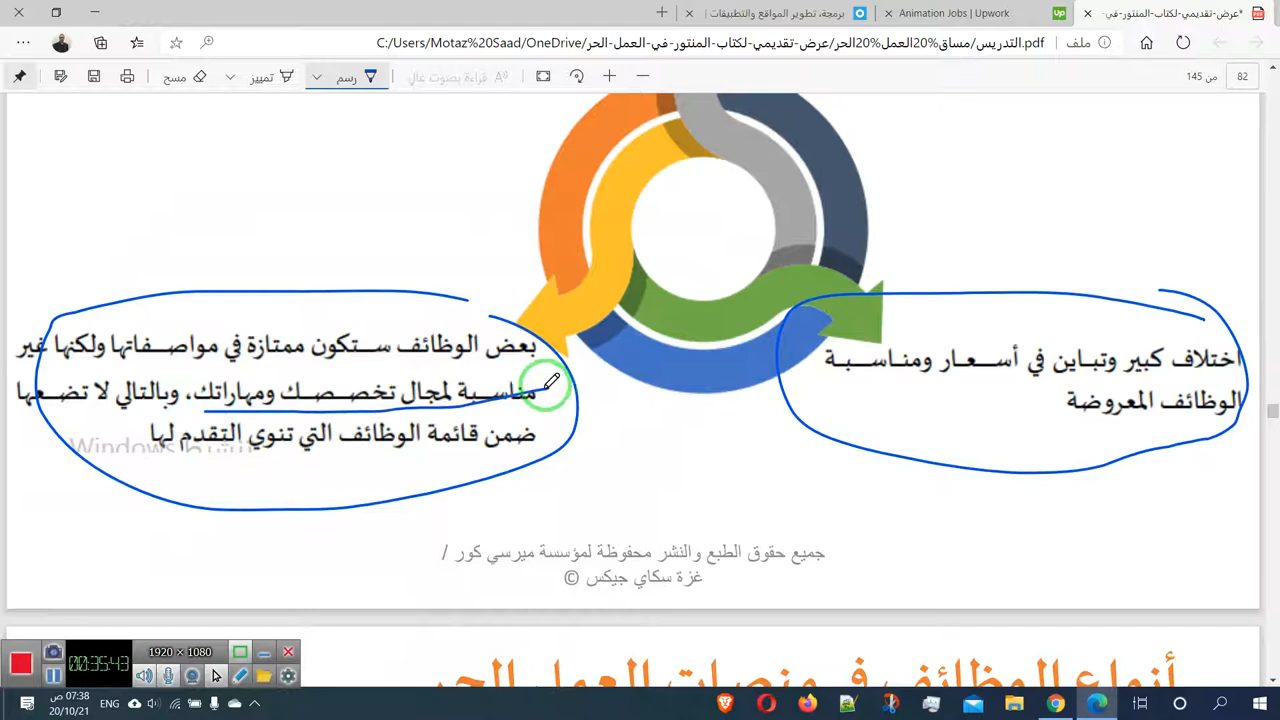 *عرض-تقديمي-لكتاب-المنتور-في-
Animation Jobs | Upwork
برمجة، تطوير المواقع والتطبيقات |
ملف
C:/Users/Motaz%20Saad/OneDrive/التدريس/مساق%20العمل%20الحر/عرض-تقديمي-لكتاب-المنتور-في-العمل-الحر.pdf
82 من 145
رسم
تمييز
مسح
قراءة بصوت عالٍ
اختلاف كبير وتباين في أسعار ومناسبة
الوظائف المعروضة
بعض الوظائف ستكون ممتازة في مواصفاتها ولكنها غير
مناسبة لمجال تخصصك ومهاراتك، وبالتالي لا تضعها
ضمن قائمة الوظائف التي تنوي التقدم لها
تنشيط Windows
جميع حقوق الطبع والنشر محفوظة لمؤسسة ميرسي كور /
غزة سكاي جيكس ©
أنواع الوظائف في منصات العمل الحر
1920 × 1080
00:35:43
ENG
07:38 ص
20/10/21